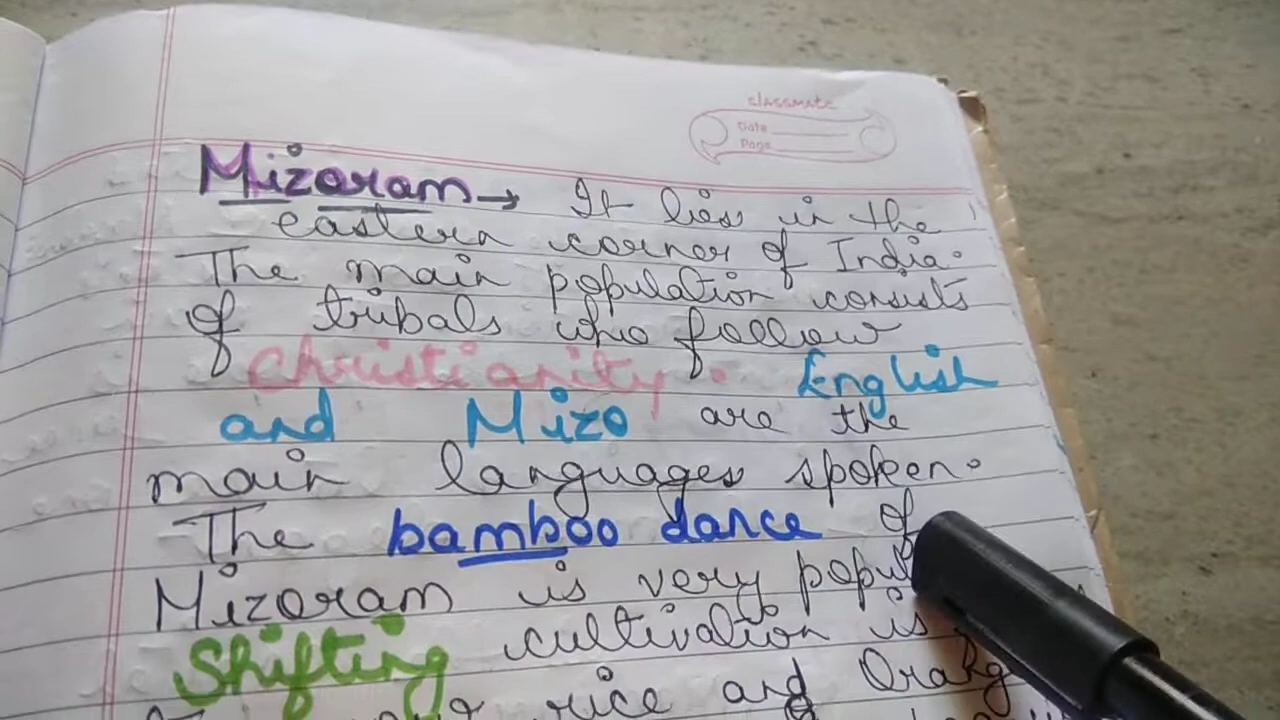 classmate
Date
Page
Mizoram → It lies in the
eastern corner of India.
The main population consists
of tribals who follow
Christianity. English
and Mizo are the
main languages spoken.
The bamboo dance of
Mizoram is very
Shifting cultivation is
rice and